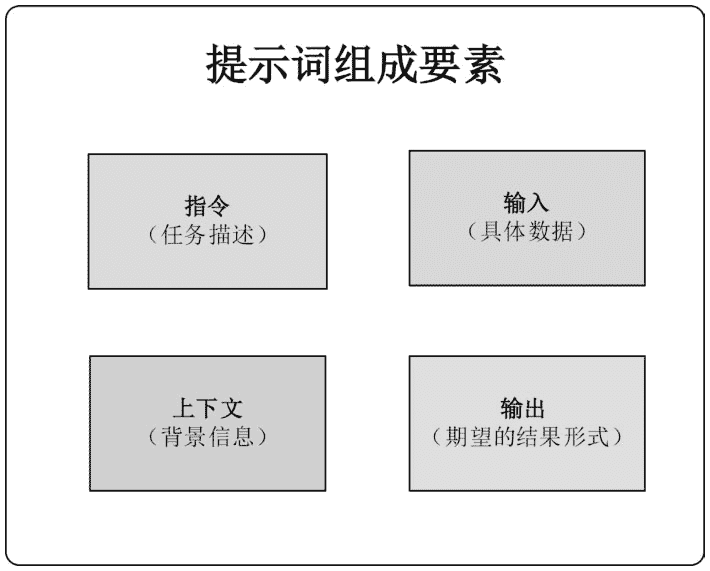 提示词组成要素
指令
（任务描述）
输入
（具体数据）
上下文
（背景信息）
输出
（期望的结果形式）